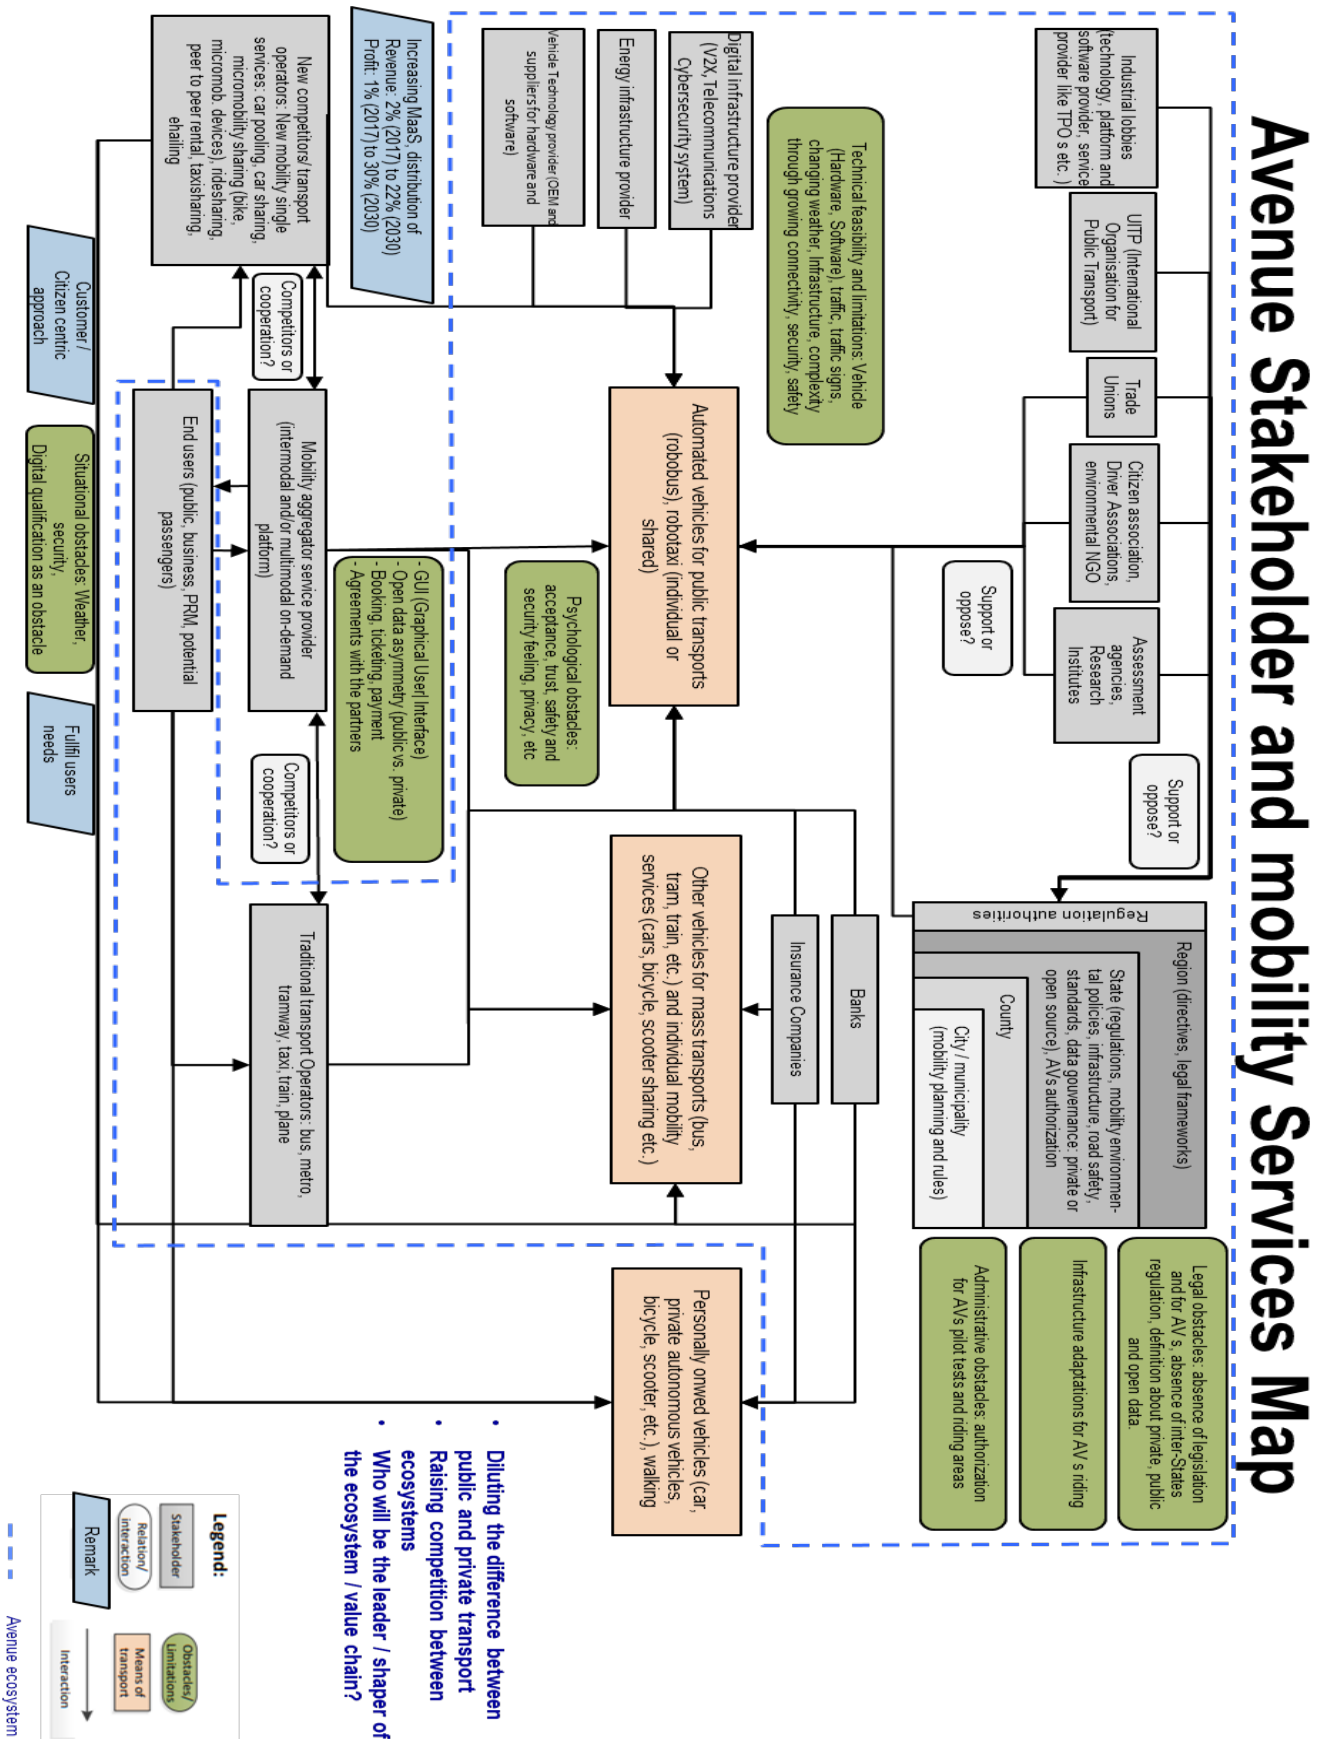 Avenue Stakeholder and mobility Services Map
Industrial lobbies
(technology, platform and
software provider, service
provider like TPO s etc. )
UITP (International
Organisation for
Public Transport)
Trade
Unions
Citizen association,
Driver Associations,
environmental NGO
Assessment
agencies,
Research
Institutes
Support or
oppose?
Support or
oppose?
Regulation authorities
Region (directives, legal frameworks)
State (regulations, mobility environmen-
tal policies, infrastructure, road safety,
standards, data gouvernance: private or
open source), AVs authorization
County
City / municipality
(mobility planning and rules)
Legal obstacles: absence of legislation
and for AV s, absence of inter-States
regulation, definition about private, public
and open data.
Infrastructure adaptations for AV s riding
Administrative obstacles: authorization
for AVs pilot tests and riding areas
Technical feasibility and limitations: Vehicle
(Hardware, Software), traffic, traffic signs,
changing weather, Infrastructure, complexity
through growing connectivity, security, safety
Digital infrastructure provider
(V2X, Telecommunications
Cybersecurity system)
Energy infrastructure provider
Vehicle Technology provider (OEM and
suppliers for hardware and
software)
Banks
Insurance Companies
Automated vehicles for public transports
(robobus), robotaxi (individual or
shared)
Other vehicles for mass transports (bus,
tram, train, etc.) and individual mobility
services (cars, bicycle, scooter sharing etc.)
Personally onwed vehicles (car,
private autonomous vehicles,
bicycle, scooter, etc.), walking
Psychological obstacles:
acceptance, trust, safety and
security feeling, privacy, etc
Increasing MaaS, distribution of
Revenue: 2% (2017) to 22% (2030)
Profit: 1% (2017) to 30% (2030)
- GUI (Graphical User| Interface)
- Open data asymmetry (public vs. private)
- Booking, ticketing, payment
- Agreements with the partners
New competitors/ transport
operators: New mobility single
services: car pooling, car sharing,
micromobility sharing (bike,
micromob. devices), ridesharing,
peer to peer rental, taxisharing,
ehailing
Competitors or
cooperation?
Mobility aggregator service provider
(intermodal and/or multimodal on-demand
platform)
Competitors or
cooperation?
Traditional transport Operators: bus, metro,
tramway, taxi, train, plane
End users (public, business, PRM, potential
passengers)
Customer /
Citizen centric
approach
Situational obstacles: Weather,
security,
Digital qualification as an obstacle
Fullfil users
needs
• Diluting the difference between
public and private transport
• Raising competition between
ecosystems
• Who will be the leader / shaper of
the ecosystem / value chain?
Legend:
Stakeholder
Relation/
interaction
Remark
Obstacles/
Limitations
Means of
transport
Interaction
Avenue ecosystem